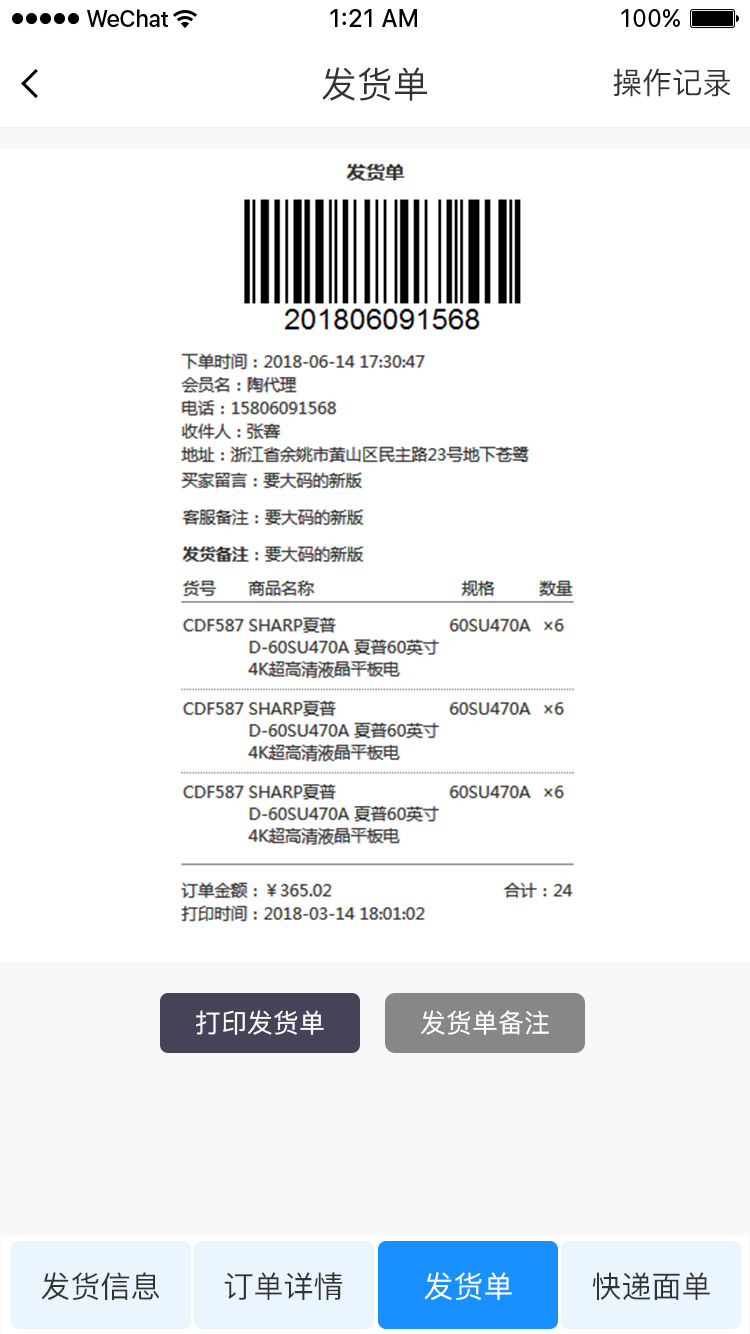 WeChat 1:21 AM 100%
发货单 操作记录
发货单
201806091568
下单时间：2018-06-14 17:30:47
会员名：陶代理
电话：15806091568
收件人：张赛
地址：浙江省余姚市黄山区民主路23号地下苍鹭
买家留言：要大码的新版
客服备注：要大码的新版
发货备注：要大码的新版
货号 商品名称 规格 数量
CDF587 SHARP夏普 60SU470A ×6
D-60SU470A 夏普60英寸
4K超高清液晶平板电
CDF587 SHARP夏普 60SU470A ×6
D-60SU470A 夏普60英寸
4K超高清液晶平板电
CDF587 SHARP夏普 60SU470A ×6
D-60SU470A 夏普60英寸
4K超高清液晶平板电
订单金额：￥365.02 合计：24
打印时间：2018-03-14 18:01:02
打印发货单 发货单备注
发货信息 订单详情 发货单 快递面单